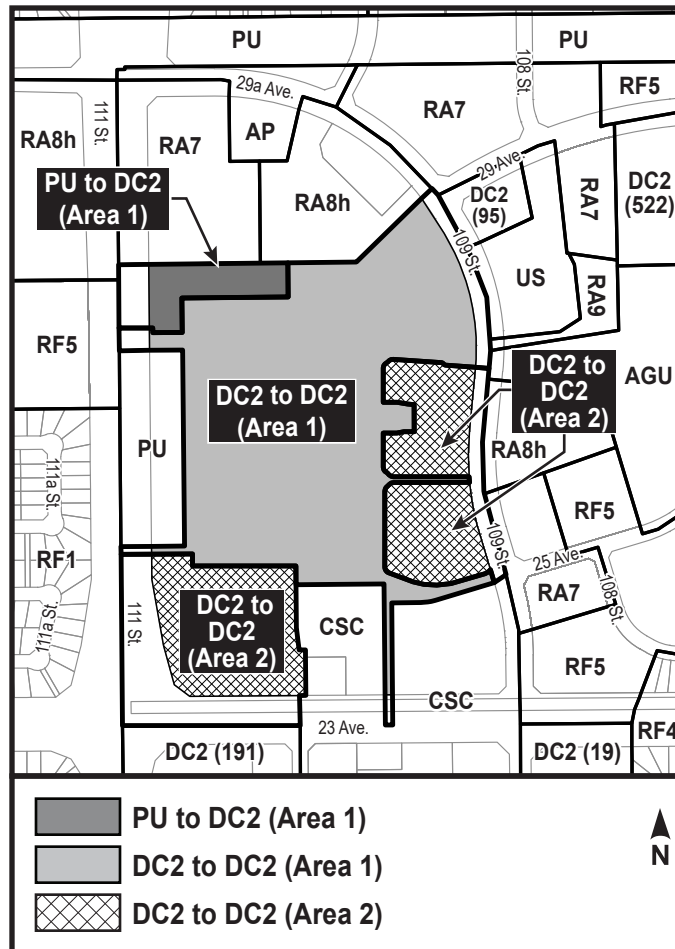 PU
PU
108 St.
29a Ave.
RF5
111 St.
RA7
RA8h
RA7
AP
29 Ave.
PU to DC2
(Area 1)
RA8h
DC2
(95)
RA7
DC2
(522)
109 St.
US
RA9
RF5
DC2 to DC2
(Area 1)
DC2 to
DC2
(Area 2)
AGU
PU
RA8h
111a St.
RF5
109 St.
25 Ave.
RF1
RA7
108 St.
111a St.
111 St.
DC2 to
DC2
(Area 2)
CSC
RF5
CSC
23 Ave.
RF4
DC2 (191)
DC2 (19)
PU to DC2 (Area 1)
DC2 to DC2 (Area 1)
DC2 to DC2 (Area 2)
N